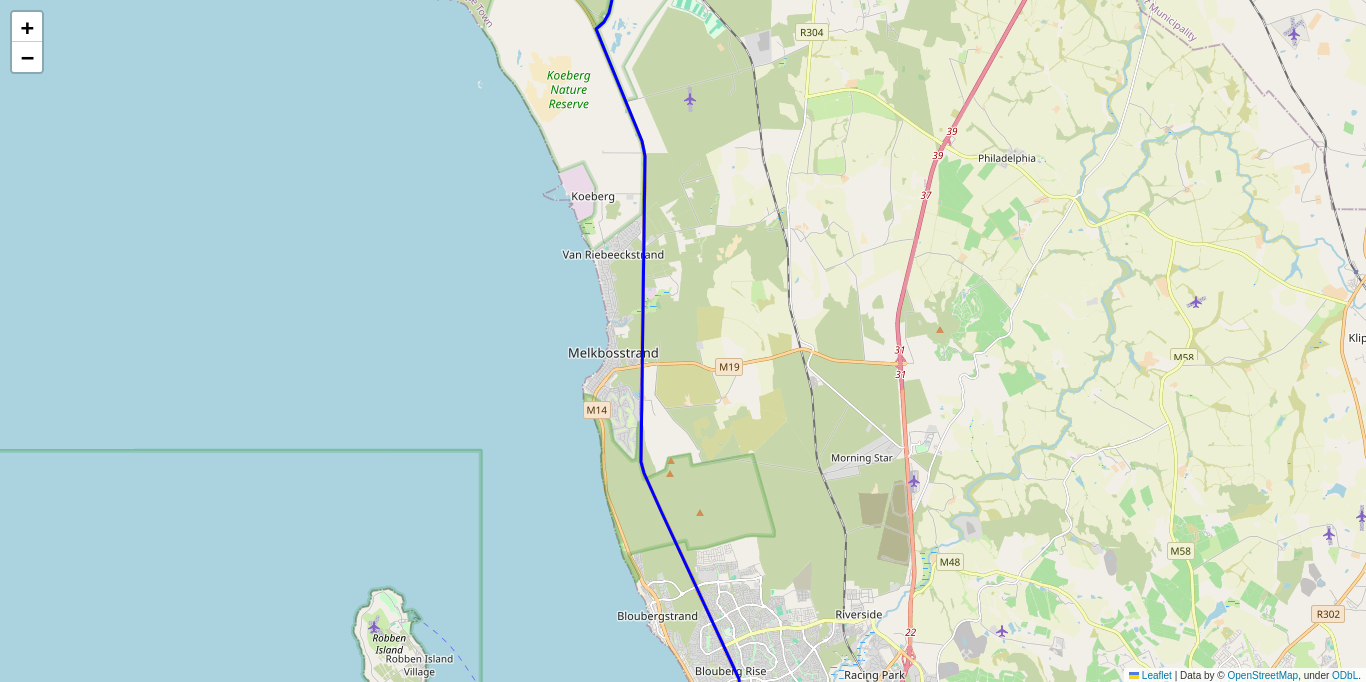 +
−
e Town
z Municipality
R304
Koeberg
Nature
Reserve
39
39
Philadelphia
37
Koeberg
Van Riebeeckstrand
Melkbosstrand
31
31
M19
M58
Klip
M14
Morning Star
M58
M48
R302
Bloubergstrand
Riverside
22
Robben
Island
Robben Island
Village
Blouberg Rise
Racing Park
Leaflet | Data by © OpenStreetMap, under ODbL.